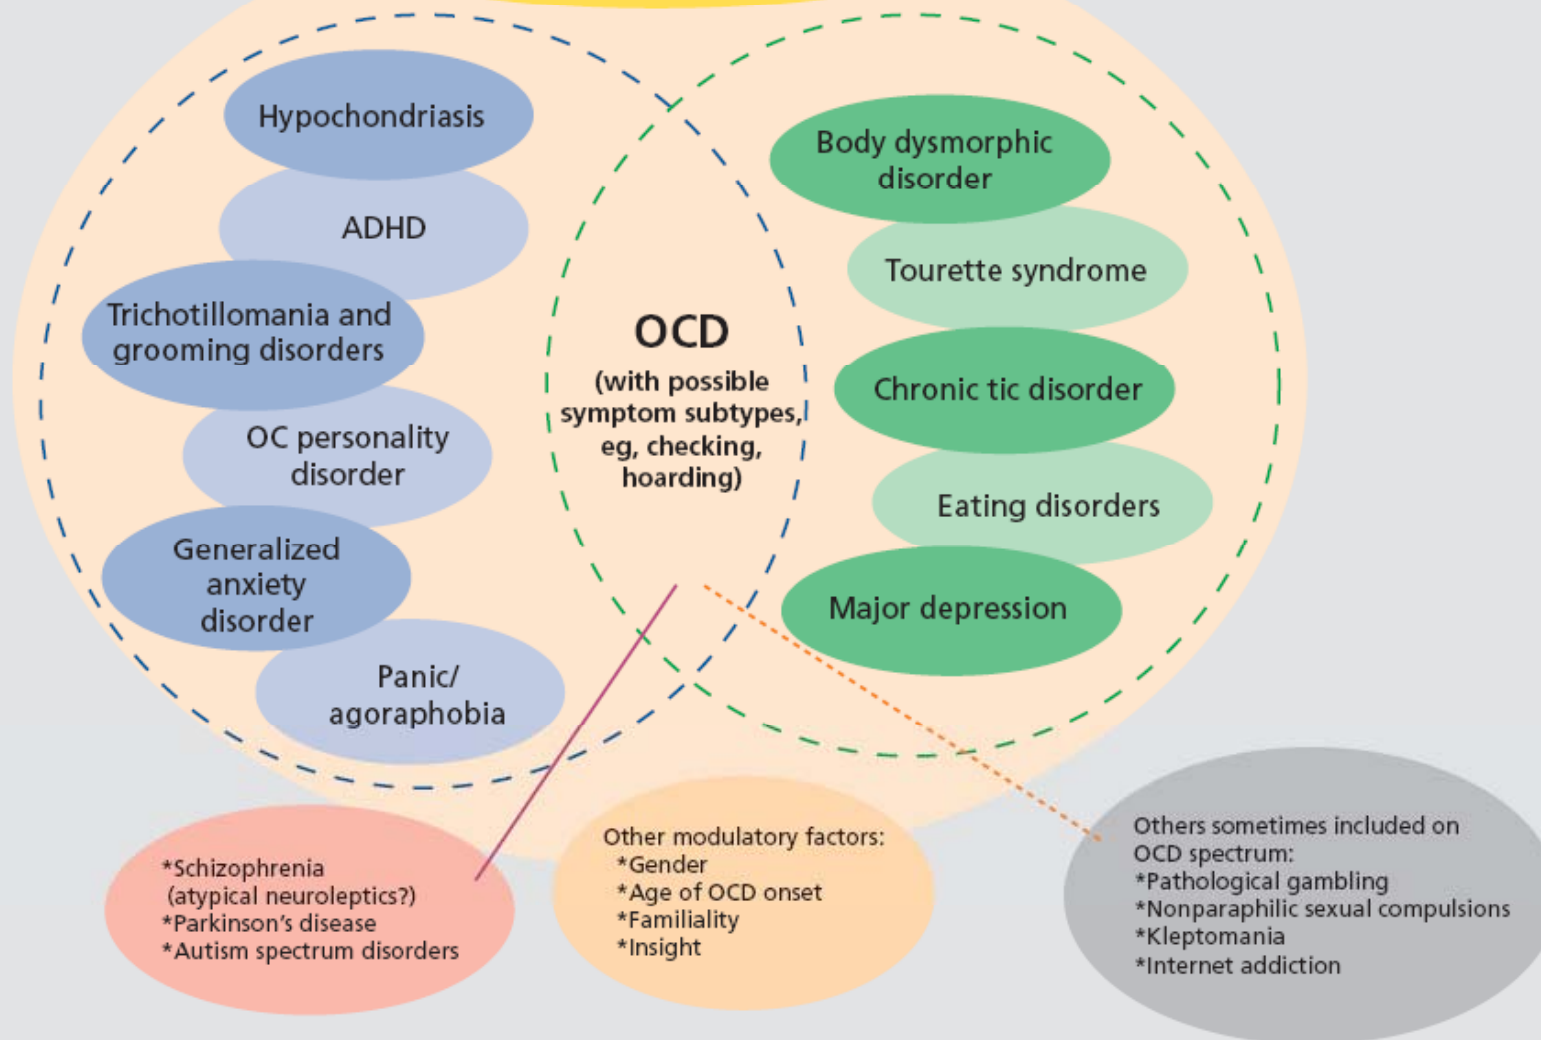 Hypochondriasis
ADHD
Trichotillomania and
grooming disorders
OC personality
disorder
Generalized
anxiety
disorder
Panic/
agoraphobia
OCD
(with possible
symptom subtypes,
eg, checking,
hoarding)
Body dysmorphic
disorder
Tourette syndrome
Chronic tic disorder
Eating disorders
Major depression
*Schizophrenia
(atypical neuroleptics?)
*Parkinson's disease
*Autism spectrum disorders
Other modulatory factors:
*Gender
*Age of OCD onset
*Familiality
*Insight
Others sometimes included on
OCD spectrum:
*Pathological gambling
*Nonparaphilic sexual compulsions
*Kleptomania
*Internet addiction